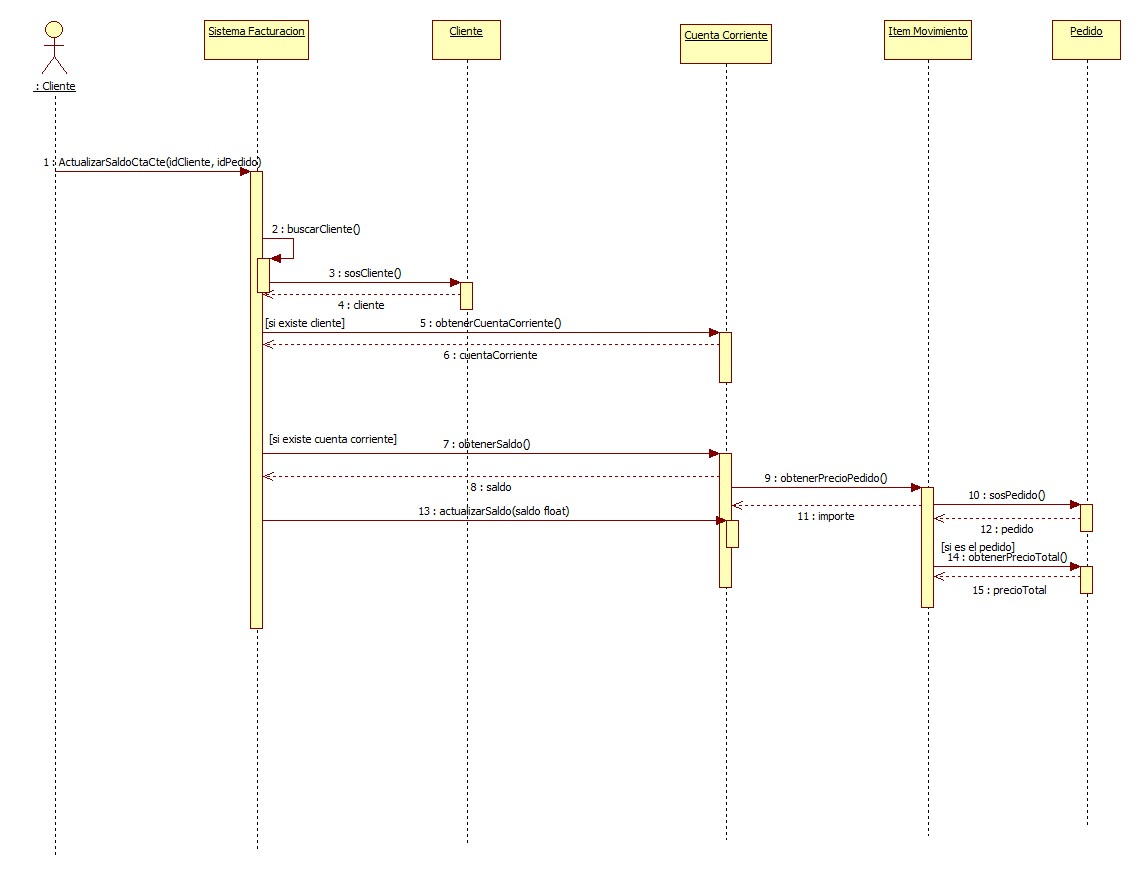 Sistema Facturacion
Cliente
Cuenta Corriente
Item Movimiento
Pedido
: Cliente
1 : ActualizarSaldoCtaCte(idCliente, idPedido)
2 : buscarCliente()
3 : sosCliente()
4 : cliente
[si existe cliente]
5 : obtenerCuentaCorriente()
6 : cuentaCorriente
[si existe cuenta corriente]
7 : obtenerSaldo()
8 : saldo
9 : obtenerPrecioPedido()
10 : sosPedido()
11 : importe
12 : pedido
13 : actualizarSaldo(saldo float)
[si es el pedido]
14 : obtenerPrecioTotal()
15 : precioTotal